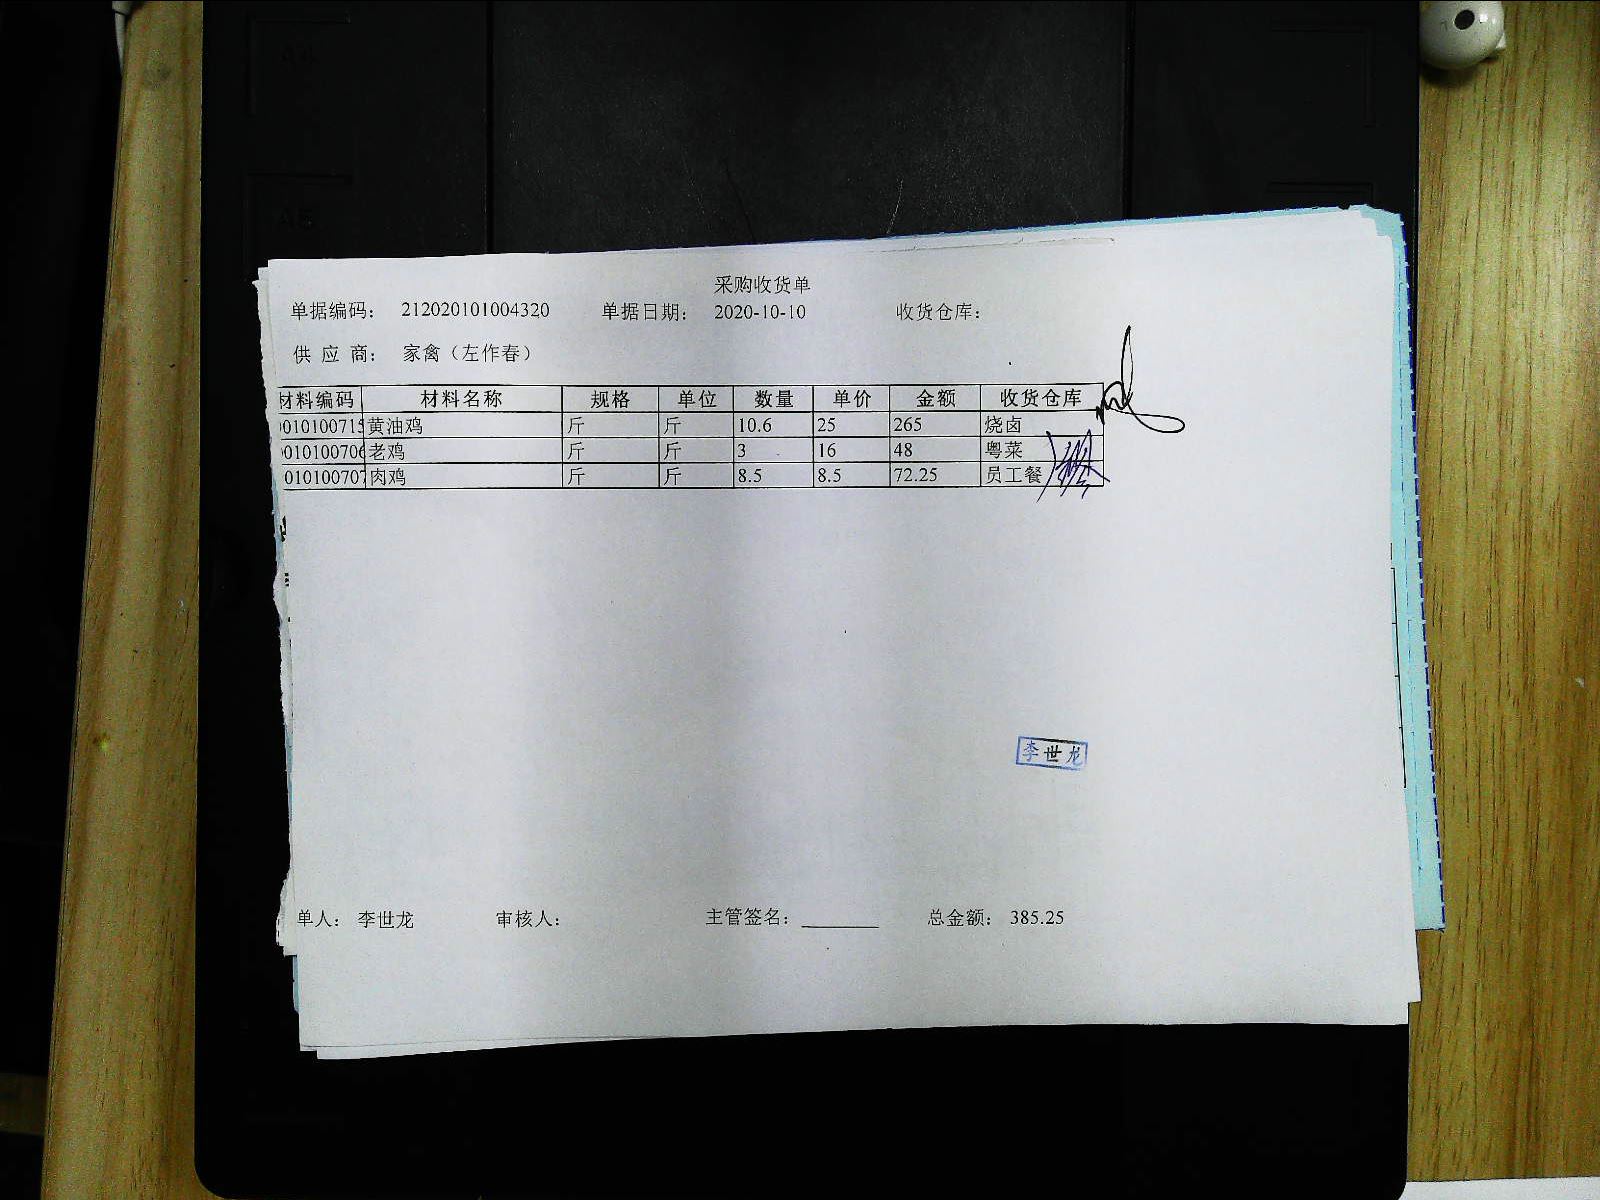 采购收货单
单据编码： 212020101004320 单据日期： 2020-10-10 收货仓库：
供 应 商： 家禽（左作春）
材料编码 材料名称 规格 单位 数量 单价 金额 收货仓库
010100715 黄油鸡 斤 斤 10.6 25 265 烧卤
010100706 老鸡 斤 斤 3 16 48 粤菜
010100707 肉鸡 斤 斤 8.5 8.5 72.25 员工餐
李世龙
单人： 李世龙 审核人： 主管签名： 总金额： 385.25